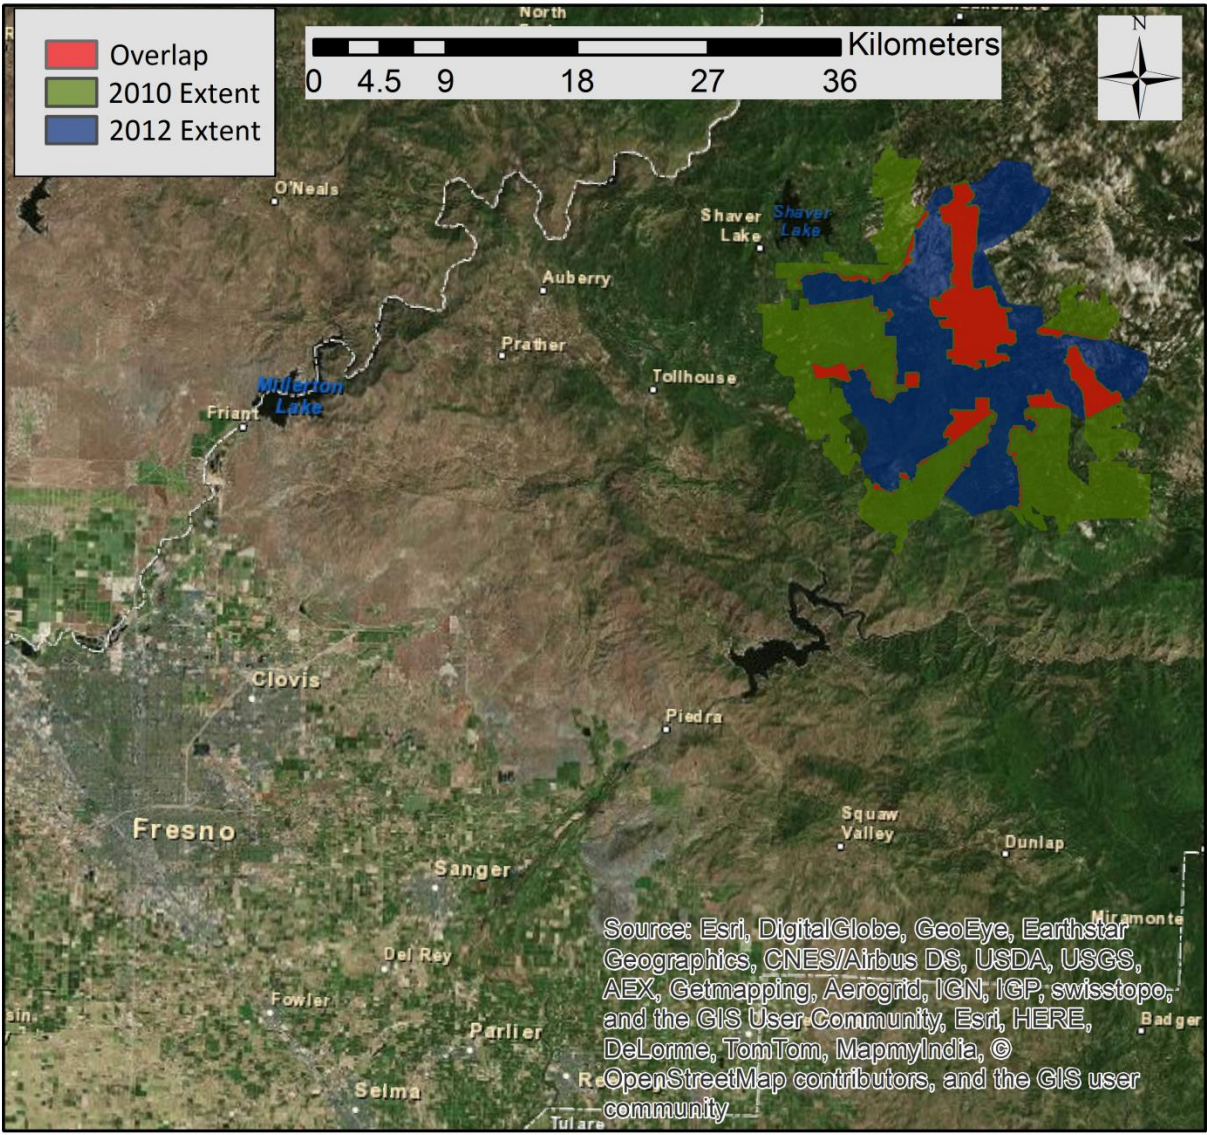 North
Overlap
2010 Extent
2012 Extent
Kilometers
0 4.5 9 18 27 36
N
O'Neals
Shaver
Lake
Shaver
Lake
Auberry
Prather
Tollhouse
Millerton
Lake
Friant
Clovis
Piedra
Fresno
Squaw
Valley
Dunlap
Sanger
Miramonte
Del Rey
Fowler
Parlier
Badger
Selma
Source: Esri, DigitalGlobe, GeoEye, Earthstar
Geographics, CNES/Airbus DS, USDA, USGS,
AEX, Getmapping, Aerogrid, IGN, IGP, swisstopo,
and the GIS User Community, Esri, HERE,
DeLorme, TomTom, MapmyIndia, ©
OpenStreetMap contributors, and the GIS user
community
Tulare